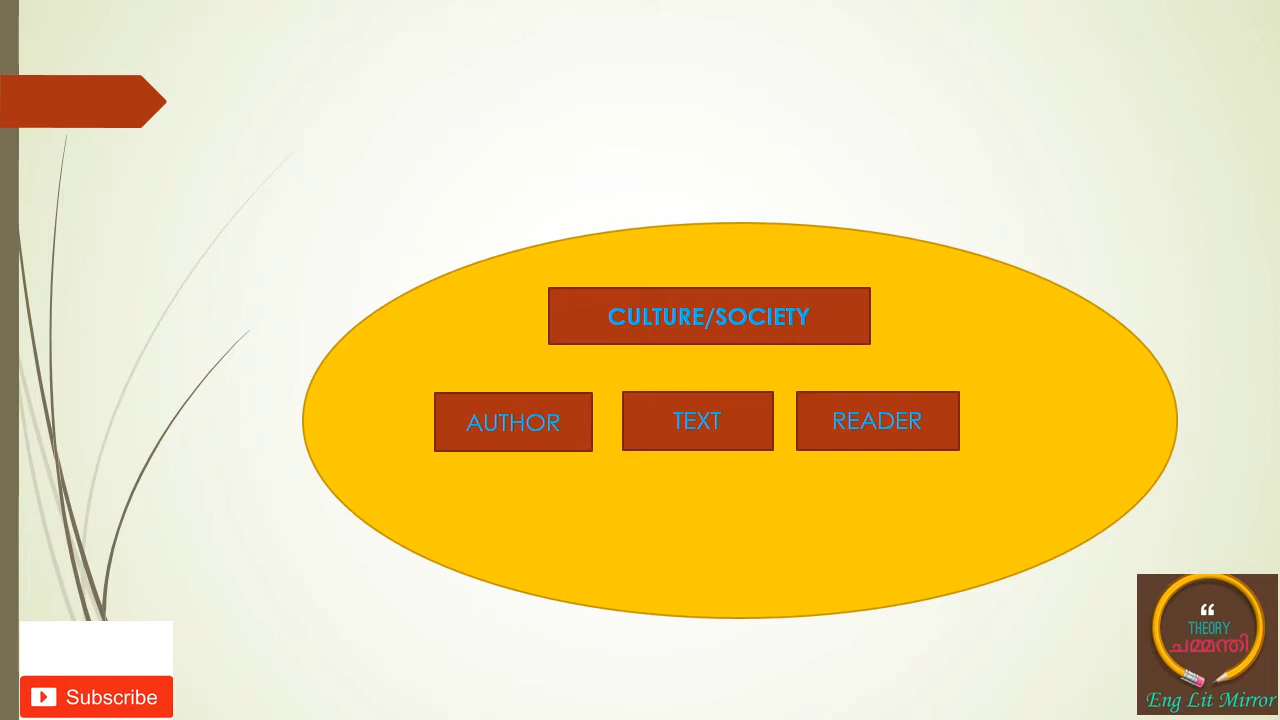 CULTURE/SOCIETY
AUTHOR TEXT READER
“
THEORY
ചമ്മന്തി
Eng Lit Mirror
Subscribe